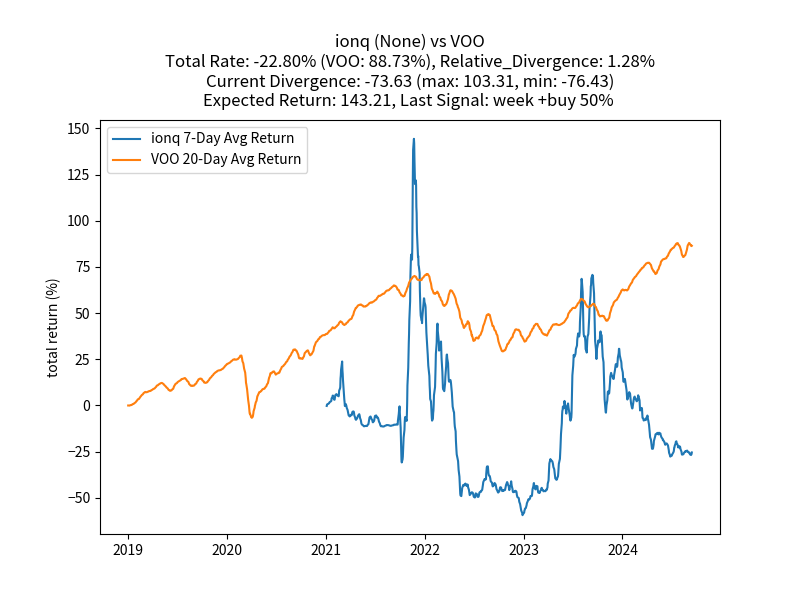 ionq (None) vs VOO
Total Rate: -22.80% (VOO: 88.73%), Relative_Divergence: 1.28%
Current Divergence: -73.63 (max: 103.31, min: -76.43)
Expected Return: 143.21, Last Signal: week +buy 50%
ionq 7-Day Avg Return
VOO 20-Day Avg Return
total return (%)
150
125
100
75
50
25
0
−25
−50
2019 2020 2021 2022 2023 2024